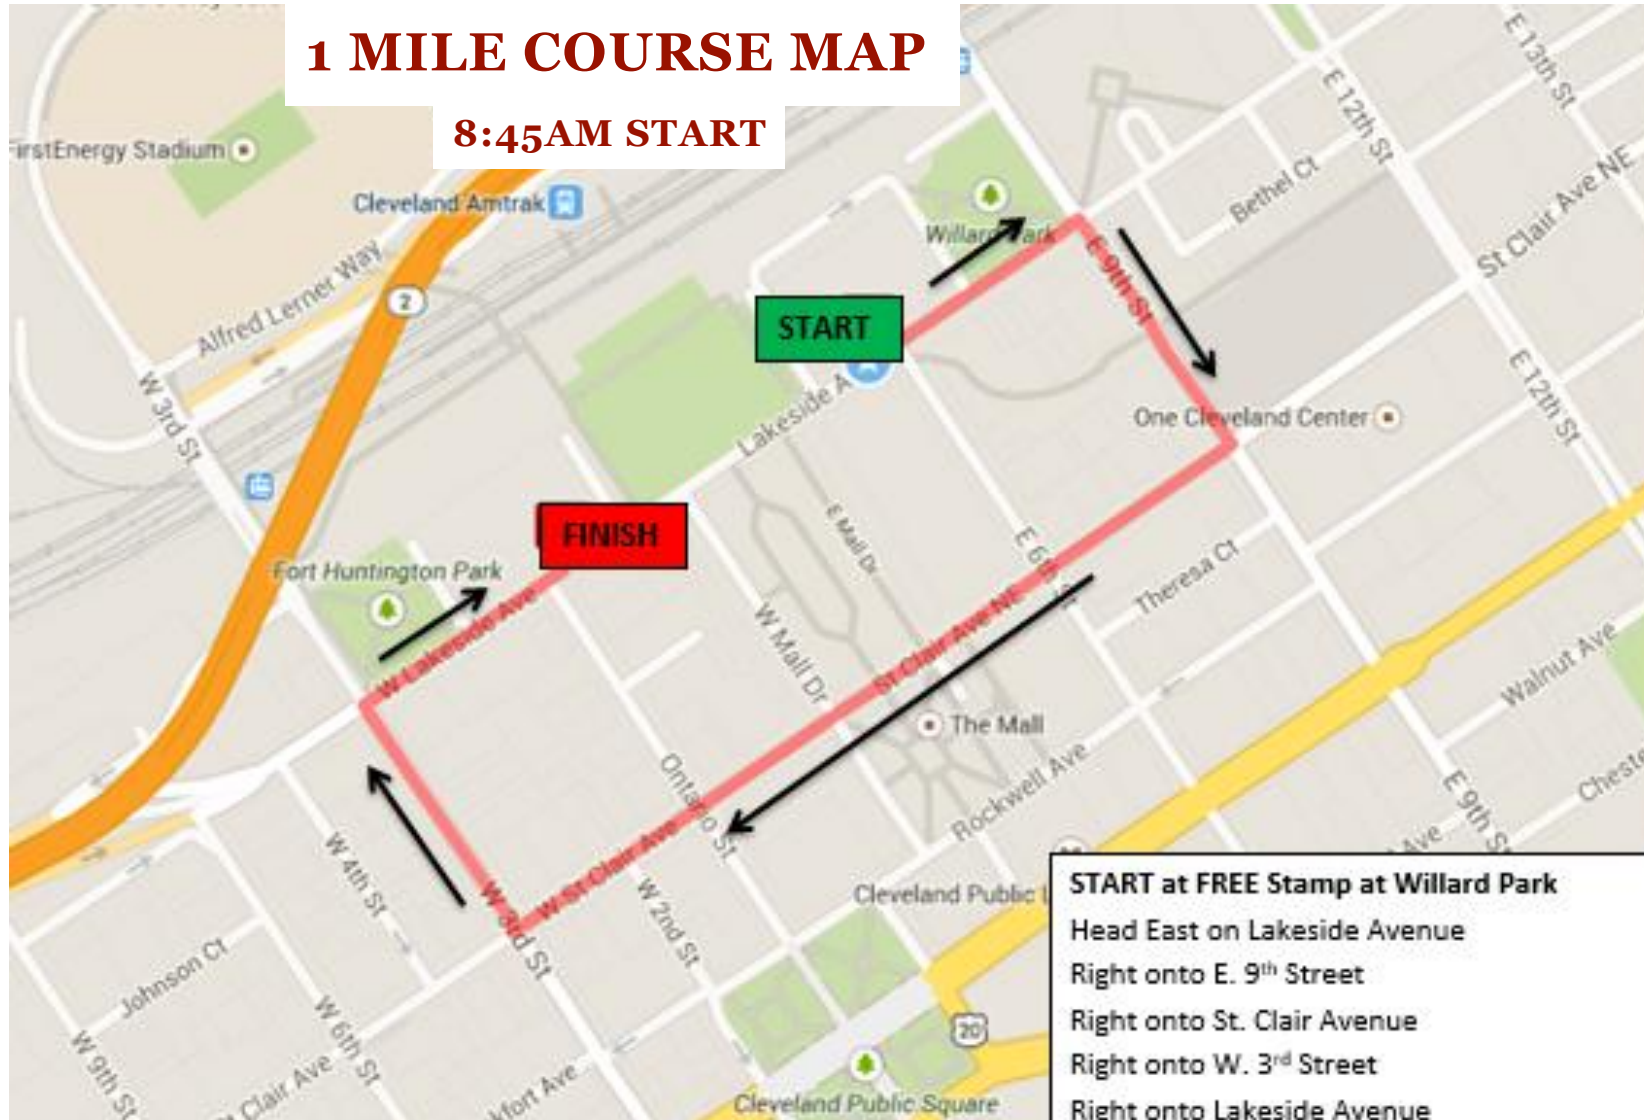 1 MILE COURSE MAP
8:45AM START
E 13th St
E 12th St
irstEnergy Stadium
Cleveland Amtrak
Bethel Ct
St Clair Ave NE
Willard Park
E 9th St
Alfred Lerner Way
2
START
W 3rd St
Lakeside A
One Cleveland Center
E 12th St
FINISH
E Mall Dr
E 6th St
Fort Huntington Park
Theresa Ct
W Lakeside Ave
W Mall Dr
St Clair Ave NE
Walnut Ave
The Mall
Ontario St
Rockwell Ave
E 9th St
Cheste
W 4th St
W 3rd St
W St Clair Ave
W 2nd St
Cleveland Public L
Ave
Johnson Ct
W 6th St
W 9th St
t Clair Ave
kfort Ave
20
Cleveland Public Square
START at FREE Stamp at Willard Park
Head East on Lakeside Avenue
Right onto E. 9th Street
Right onto St. Clair Avenue
Right onto W. 3rd Street
Right onto Lakeside Avenue